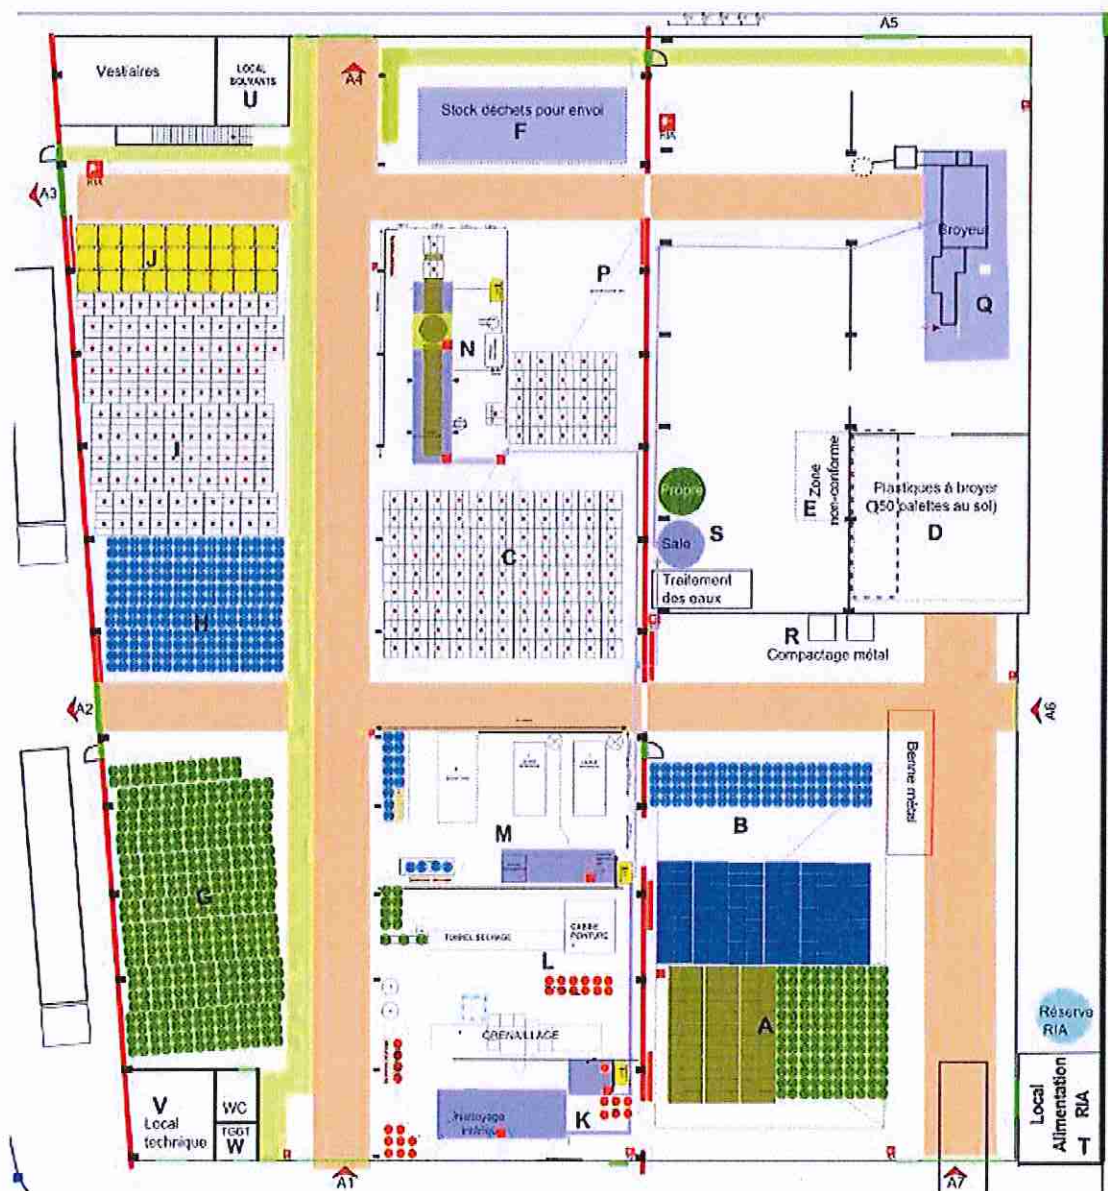 A5
Vestiaires
LOCAL
SOLVANTS
U
A4
Stock déchets pour envoi
F
RIA
RIA
A3
J
Broyeur
P
Q
N
I
Propre
E Zone
non-conforme
Plastiques à broyer
(150 palettes au sol)
D
C
Sale
S
Traitement
des eaux
H
R
Compactage métal
A2
A6
Benne métal
B
M
G
TUNNEL SECHAGE
CABINE
PEINTURE
L
A
GRENAILLAGE
Réserve
RIA
K
Nettoyage
intérieur
V
Local
technique
WC
TGBT
W
Local
Alimentation RIA
T
A1
A7